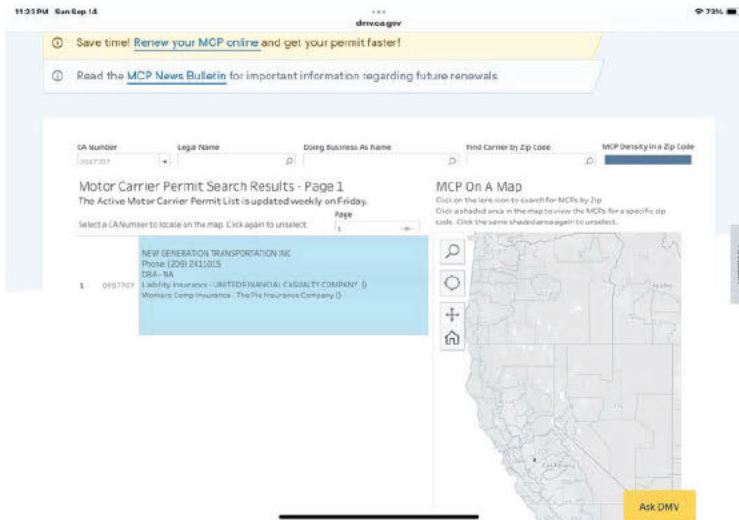 11:23 PM Sun Sep 14
dmv.ca.gov
73%
Save time! Renew your MCP online and get your permit faster!
Read the MCP News Bulletin for important information regarding future renewals
CA Number
Legal Name
Doing Business As Name
Find Carrier by Zip Code
MCP Density in a Zip Code
Motor Carrier Permit Search Results - Page 1
The Active Motor Carrier Permit List is updated weekly on Friday.
Page
Select a CA Number to locate on the map. Click again to unselect.
1
NEW GENERATION TRANSPORTATION INC
Phone: (209) 2411015
DBA - NA
1
Liability Insurance - UNITED FINANCIAL CASUALTY COMPANY ()
Workers Comp Insurance - The Pie Insurance Company ()
MCP On A Map
Click on the lens icon to search for MCPs by Zip
Click a shaded area in the map to view the MCPs for a specific zip
code. Click the same shaded area again to unselect.
California
Ask DMV